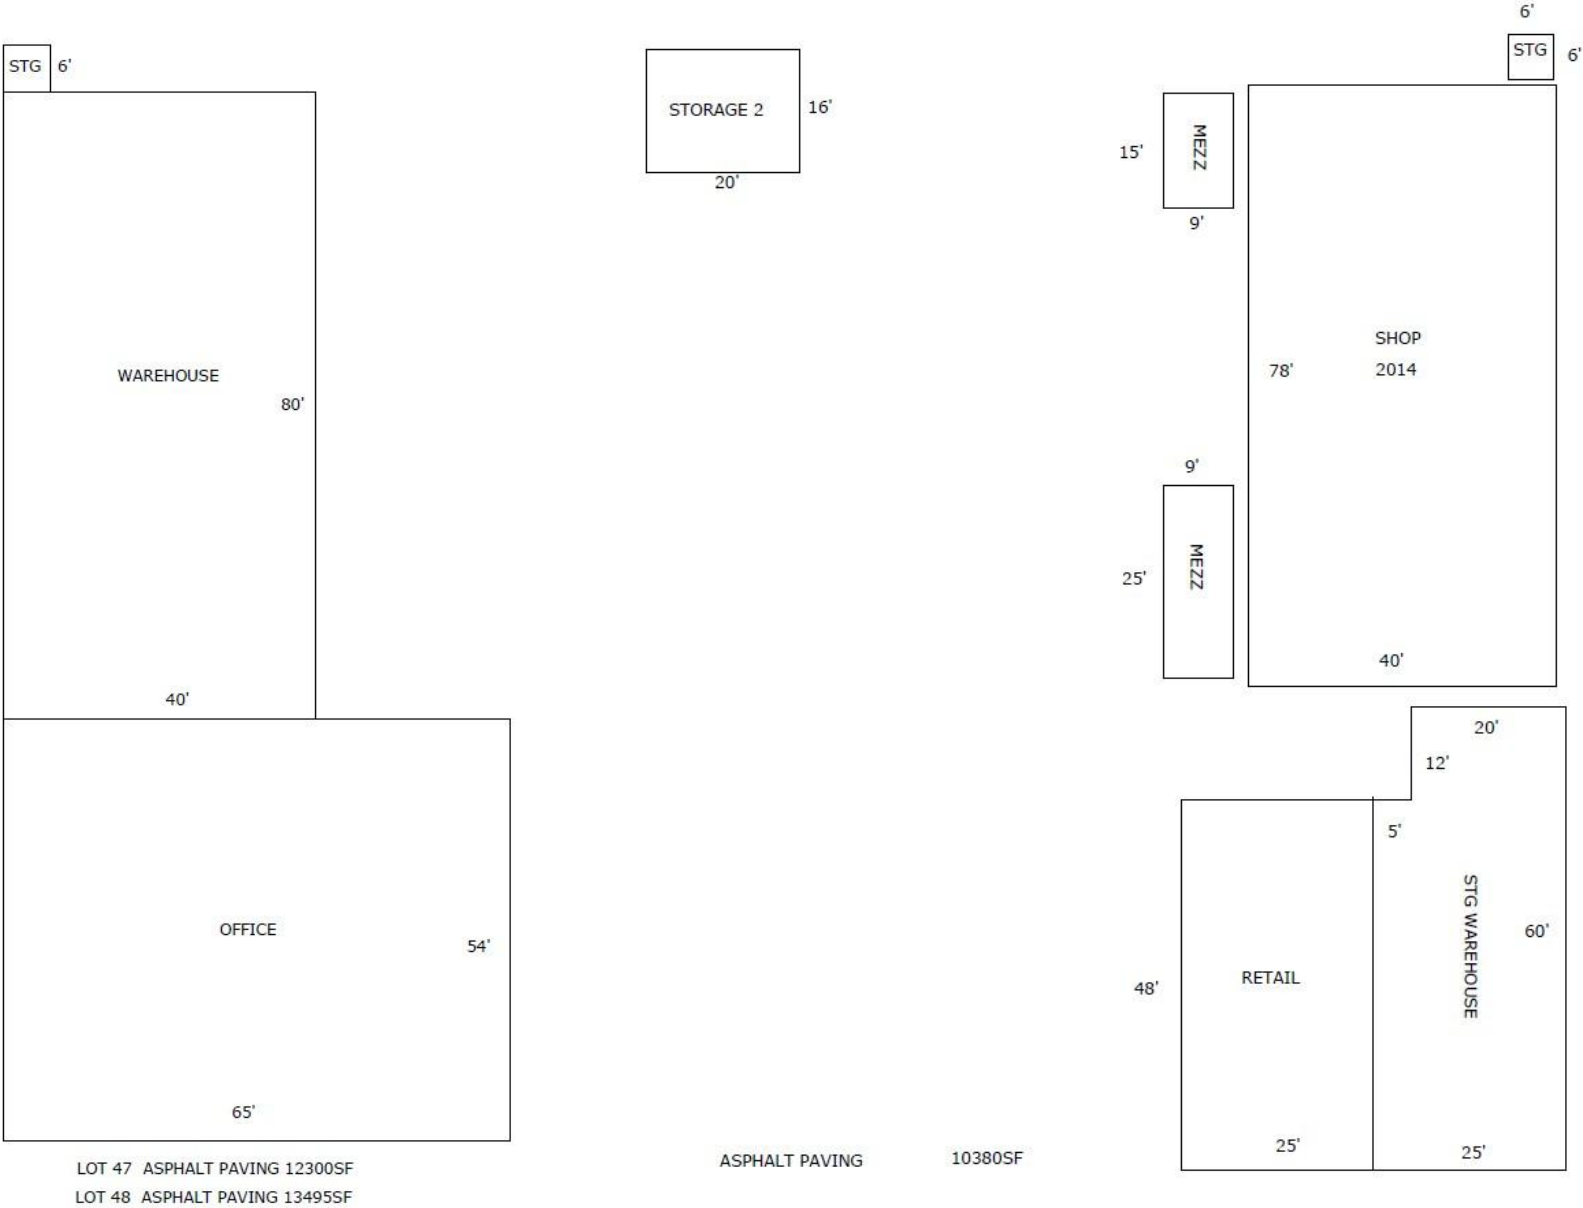 6'
STG 6'
STG 6'
STORAGE 2 16'
20'
15' MEZZ
9'
WAREHOUSE
80'
40'
SHOP
78' 2014
40'
9'
25' MEZZ
20'
12'
5'
STG WAREHOUSE
60'
OFFICE
54'
65'
48' RETAIL
25'
25'
LOT 47 ASPHALT PAVING 12300SF
LOT 48 ASPHALT PAVING 13495SF
ASPHALT PAVING 10380SF